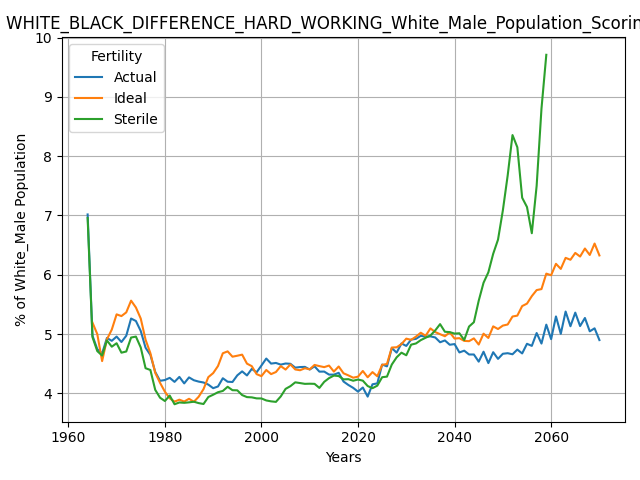 WHITE_BLACK_DIFFERENCE_HARD_WORKING_White_Male_Population_Scorin
10
9
8
7
6
5
4
% of White_Male Population
Fertility
Actual
Ideal
Sterile
1960 1980 2000 2020 2040 2060
Years